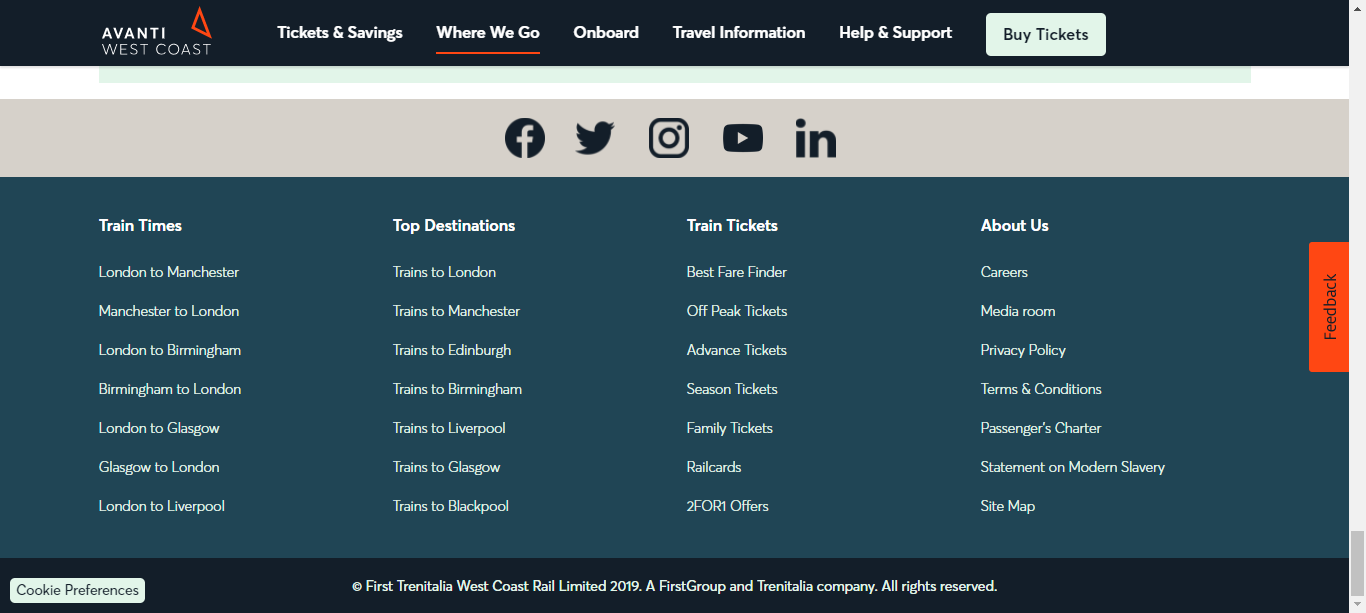 AVANTI
WEST COAST
Tickets & Savings
Where We Go
Onboard
Travel Information
Help & Support
Buy Tickets
Train Times
London to Manchester
Manchester to London
London to Birmingham
Birmingham to London
London to Glasgow
Glasgow to London
London to Liverpool
Top Destinations
Trains to London
Trains to Manchester
Trains to Edinburgh
Trains to Birmingham
Trains to Liverpool
Trains to Glasgow
Trains to Blackpool
Train Tickets
Best Fare Finder
Off Peak Tickets
Advance Tickets
Season Tickets
Family Tickets
Railcards
2FOR1 Offers
About Us
Careers
Media room
Privacy Policy
Terms & Conditions
Passenger's Charter
Statement on Modern Slavery
Site Map
Feedback
Cookie Preferences
© First Trenitalia West Coast Rail Limited 2019. A FirstGroup and Trenitalia company. All rights reserved.